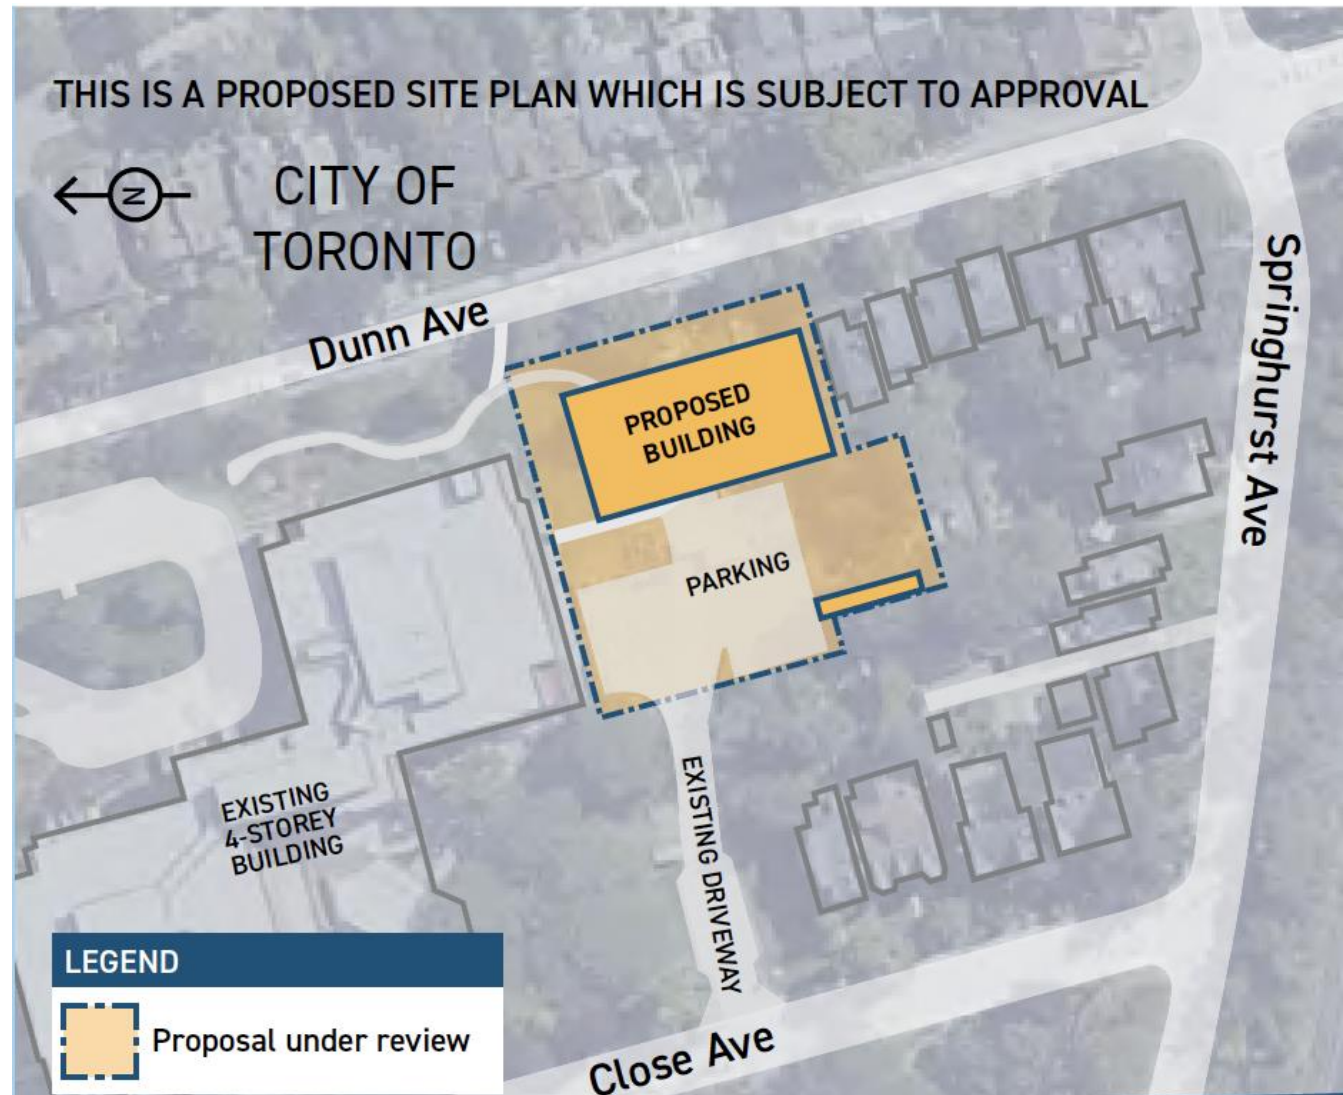 THIS IS A PROPOSED SITE PLAN WHICH IS SUBJECT TO APPROVAL
N
CITY OF
TORONTO
Dunn Ave
Springhurst Ave
PROPOSED
BUILDING
PARKING
EXISTING
4-STOREY
BUILDING
EXISTING DRIVEWAY
Close Ave
LEGEND
Proposal under review